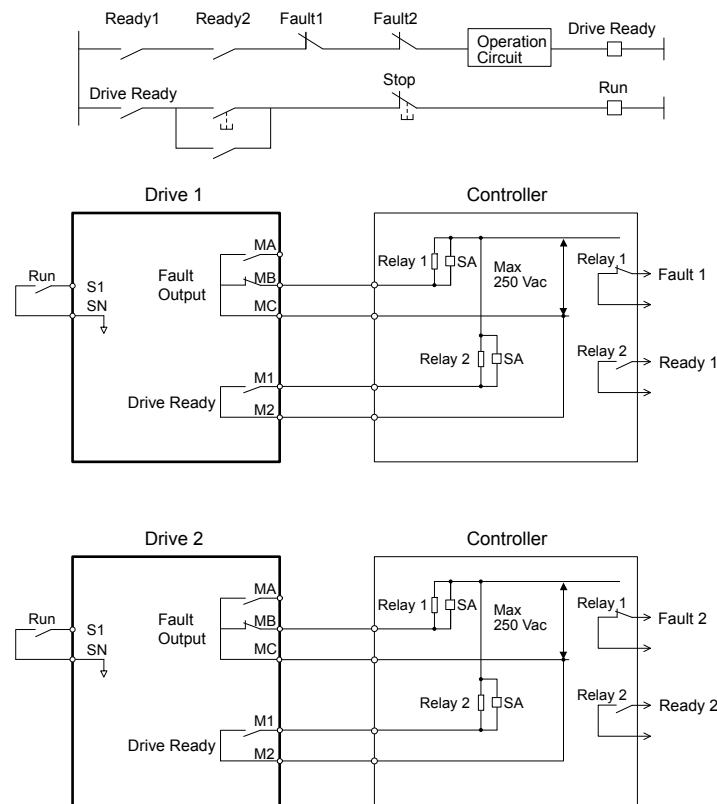 Ready1 Ready2 Fault1 Fault2 Operation Circuit Drive Ready
Drive Ready Stop Run
Drive 1 Controller
MA
Run S1 Fault Output MB Relay 1 SA Max 250 Vac Relay 1 Fault 1
SN MC
Relay 2 Ready 1
M1 Relay 2 SA
Drive Ready
M2
Drive 2 Controller
MA
Run S1 Fault Output MB Relay 1 SA Max 250 Vac Relay 1 Fault 2
SN MC
Relay 2 Ready 2
M1 Relay 2 SA
Drive Ready
M2